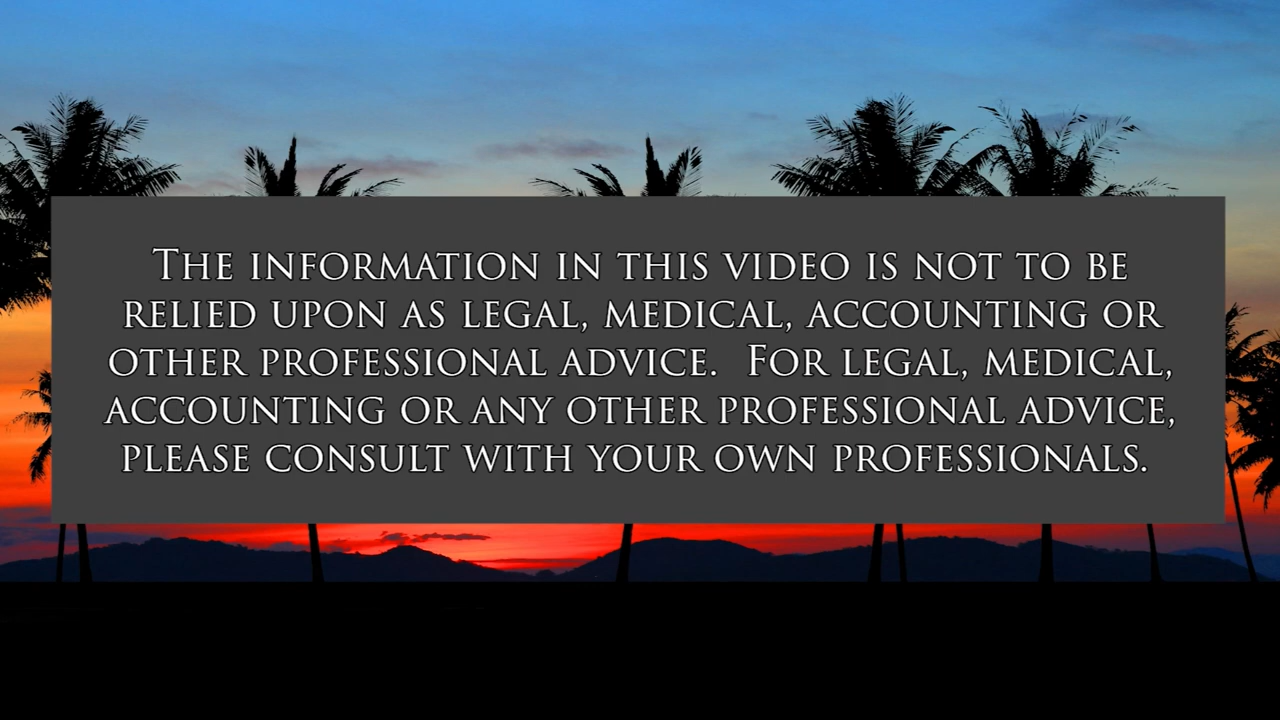 The information in this video is not to be
relied upon as legal, medical, accounting or
other professional advice.  For legal, medical,
accounting or any other professional advice,
please consult with your own professionals.